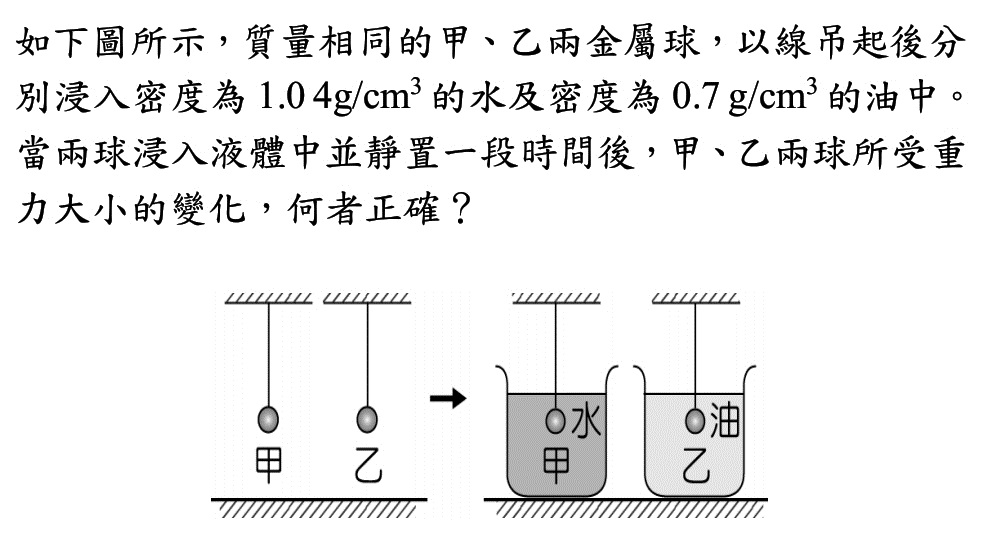 如下圖所示，質量相同的甲、乙兩金屬球，以線吊起後分
別浸入密度為 1.0 4g/cm³ 的水及密度為 0.7 g/cm³ 的油中。
當兩球浸入液體中並靜置一段時間後，甲、乙兩球所受重
力大小的變化，何者正確？
水 油
甲 乙 甲 乙